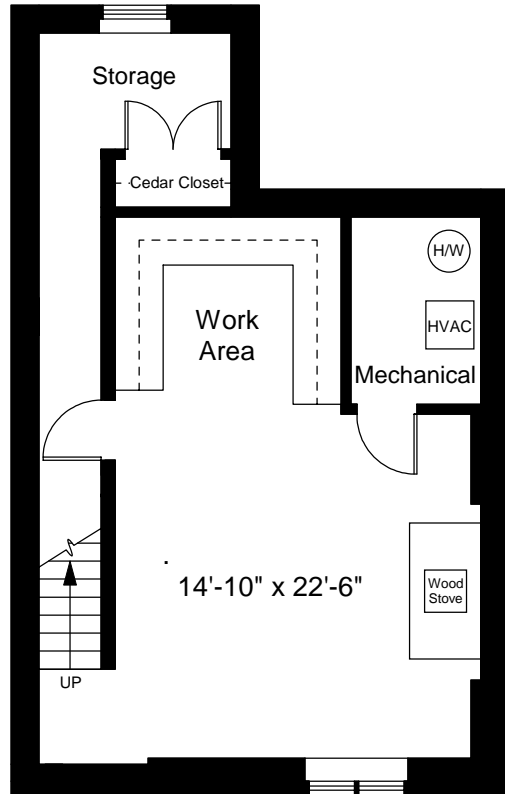 Storage
Cedar Closet
H/W
Work
Area
HVAC
Mechanical
14'-10" x 22'-6"
Wood
Stove
UP